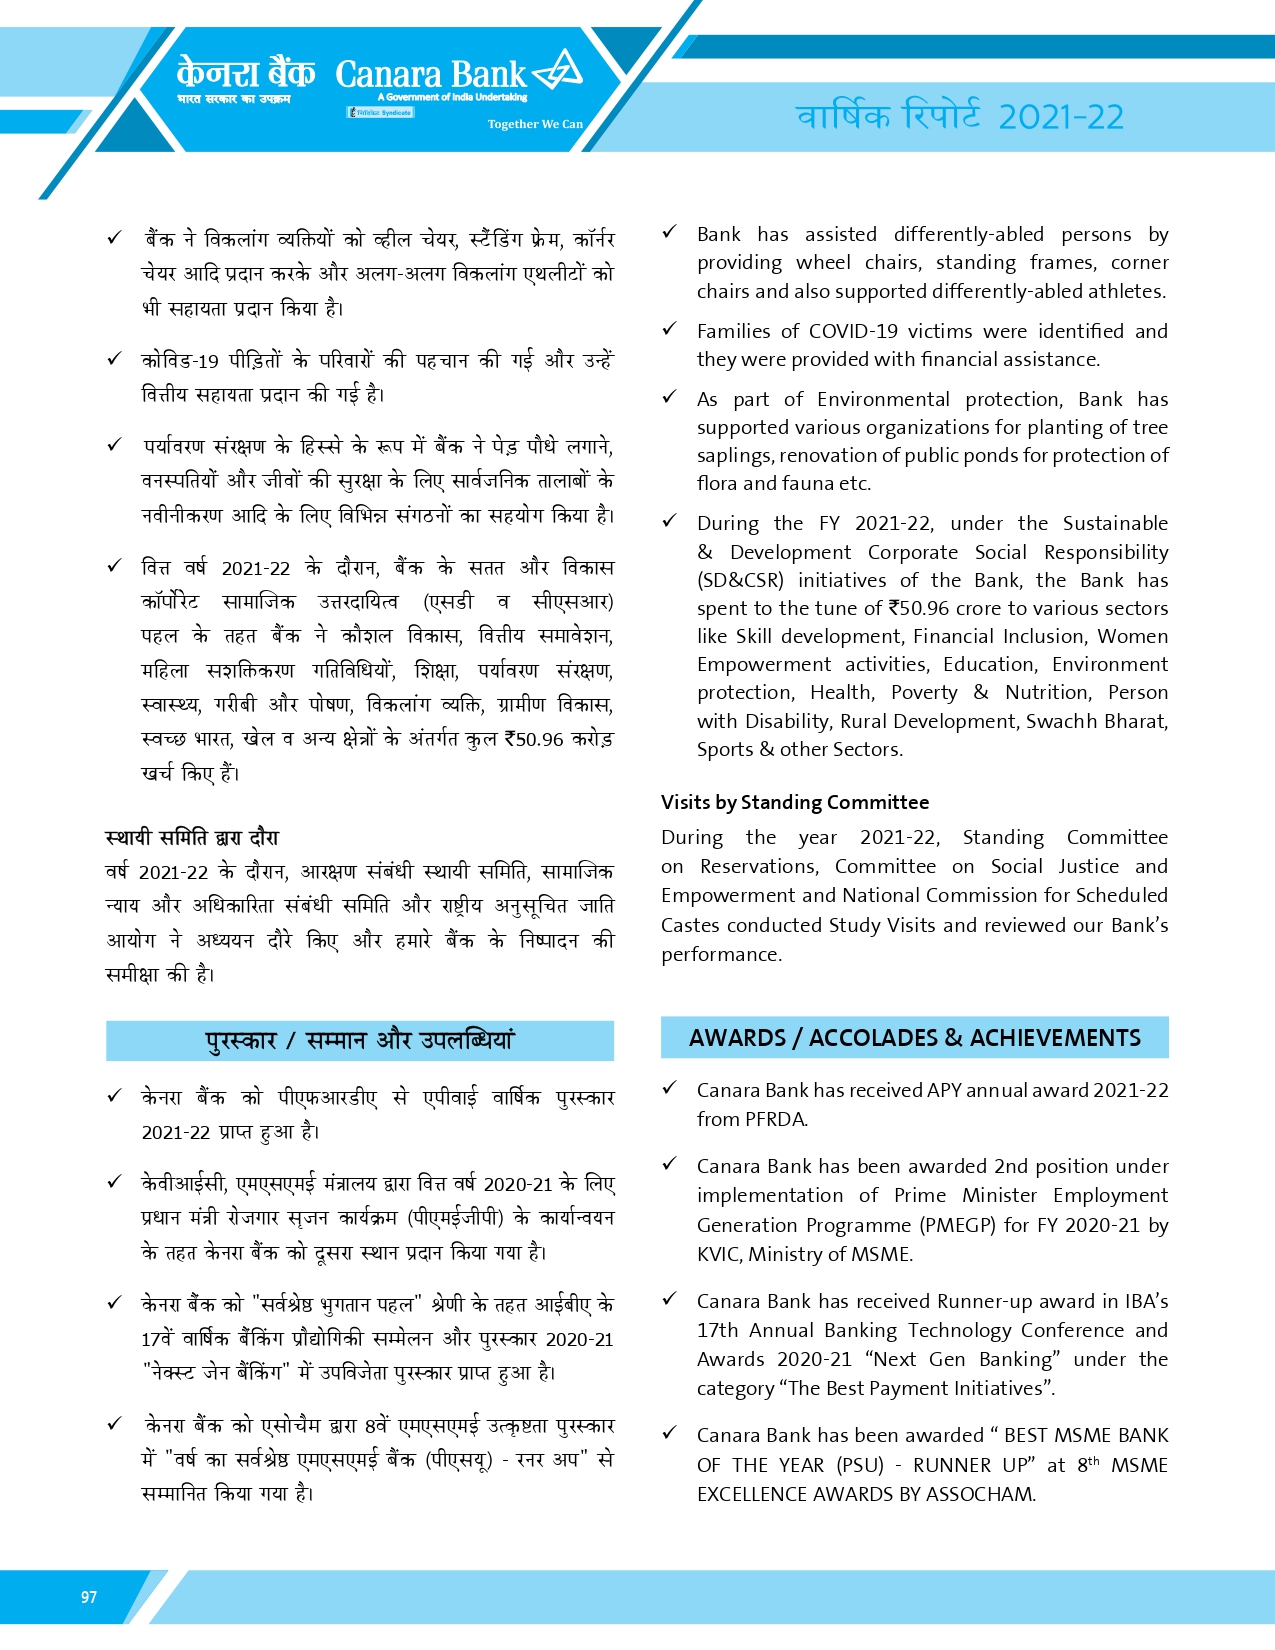 केनरा बैंक Canara Bank
भारत सरकार का उपक्रम
A Government of India Undertaking
सिंडिकेट Syndicate
Together We Can
वार्षिक रिपोर्ट 2021-22
✓ बैंक ने विकलांग व्यक्तियों को व्हील चेयर, स्टैंडिंग फ्रेम, कॉर्नर
चेयर आदि प्रदान करके और अलग-अलग विकलांग एथलीटों को
भी सहायता प्रदान किया है।
✓ कोविड-19 पीड़ितों के परिवारों की पहचान की गई और उन्हें
वित्तीय सहायता प्रदान की गई है।
✓ पर्यावरण संरक्षण के हिस्से के रूप में बैंक ने पेड़ पौधे लगाने,
वनस्पतियों और जीवों की सुरक्षा के लिए सार्वजनिक तालाबों के
नवीनीकरण आदि के लिए विभिन्न संगठनों का सहयोग किया है।
✓ वित्त वर्ष 2021-22 के दौरान, बैंक के सतत और विकास
कॉर्पोरेट सामाजिक उत्तरदायित्व (एसडी व सीएसआर)
पहल के तहत बैंक ने कौशल विकास, वित्तीय समावेशन,
महिला सशक्तिकरण गतिविधियों, शिक्षा, पर्यावरण संरक्षण,
स्वास्थ्य, गरीबी और पोषण, विकलांग व्यक्ति, ग्रामीण विकास,
स्वच्छ भारत, खेल व अन्य क्षेत्रों के अंतर्गत कुल ₹50.96 करोड़
खर्च किए हैं।
स्थायी समिति द्वारा दौरा
वर्ष 2021-22 के दौरान, आरक्षण संबंधी स्थायी समिति, सामाजिक
न्याय और अधिकारिता संबंधी समिति और राष्ट्रीय अनुसूचित जाति
आयोग ने अध्ययन दौरे किए और हमारे बैंक के निष्पादन की
समीक्षा की है।
पुरस्कार / सम्मान और उपलब्धियां
✓ केनरा बैंक को पीएफआरडीए से एपीवाई वार्षिक पुरस्कार
2021-22 प्राप्त हुआ है।
✓ केवीआईसी, एमएसएमई मंत्रालय द्वारा वित्त वर्ष 2020-21 के लिए
प्रधान मंत्री रोजगार सृजन कार्यक्रम (पीएमईजीपी) के कार्यान्वयन
के तहत केनरा बैंक को दूसरा स्थान प्रदान किया गया है।
✓ केनरा बैंक को "सर्वश्रेष्ठ भुगतान पहल" श्रेणी के तहत आईबीए के
17वें वार्षिक बैंकिंग प्रौद्योगिकी सम्मेलन और पुरस्कार 2020-21
"नेक्स्ट जेन बैंकिंग" में उपविजेता पुरस्कार प्राप्त हुआ है।
✓ केनरा बैंक को एसोचैम द्वारा 8वें एमएसएमई उत्कृष्टता पुरस्कार
में "वर्ष का सर्वश्रेष्ठ एमएसएमई बैंक (पीएसयू) - रनर अप" से
सम्मानित किया गया है।
✓ Bank has assisted differently-abled persons by
providing wheel chairs, standing frames, corner
chairs and also supported differently-abled athletes.
✓ Families of COVID-19 victims were identified and
they were provided with financial assistance.
✓ As part of Environmental protection, Bank has
supported various organizations for planting of tree
saplings, renovation of public ponds for protection of
flora and fauna etc.
✓ During the FY 2021-22, under the Sustainable
& Development Corporate Social Responsibility
(SD&CSR) initiatives of the Bank, the Bank has
spent to the tune of ₹50.96 crore to various sectors
like Skill development, Financial Inclusion, Women
Empowerment activities, Education, Environment
protection, Health, Poverty & Nutrition, Person
with Disability, Rural Development, Swachh Bharat,
Sports & other Sectors.
Visits by Standing Committee
During the year 2021-22, Standing Committee
on Reservations, Committee on Social Justice and
Empowerment and National Commission for Scheduled
Castes conducted Study Visits and reviewed our Bank’s
performance.
AWARDS / ACCOLADES & ACHIEVEMENTS
✓ Canara Bank has received APY annual award 2021-22
from PFRDA.
✓ Canara Bank has been awarded 2nd position under
implementation of Prime Minister Employment
Generation Programme (PMEGP) for FY 2020-21 by
KVIC, Ministry of MSME.
✓ Canara Bank has received Runner-up award in IBA’s
17th Annual Banking Technology Conference and
Awards 2020-21 “Next Gen Banking” under the
category “The Best Payment Initiatives”.
✓ Canara Bank has been awarded “ BEST MSME BANK
OF THE YEAR (PSU) - RUNNER UP” at 8th MSME
EXCELLENCE AWARDS BY ASSOCHAM.
97